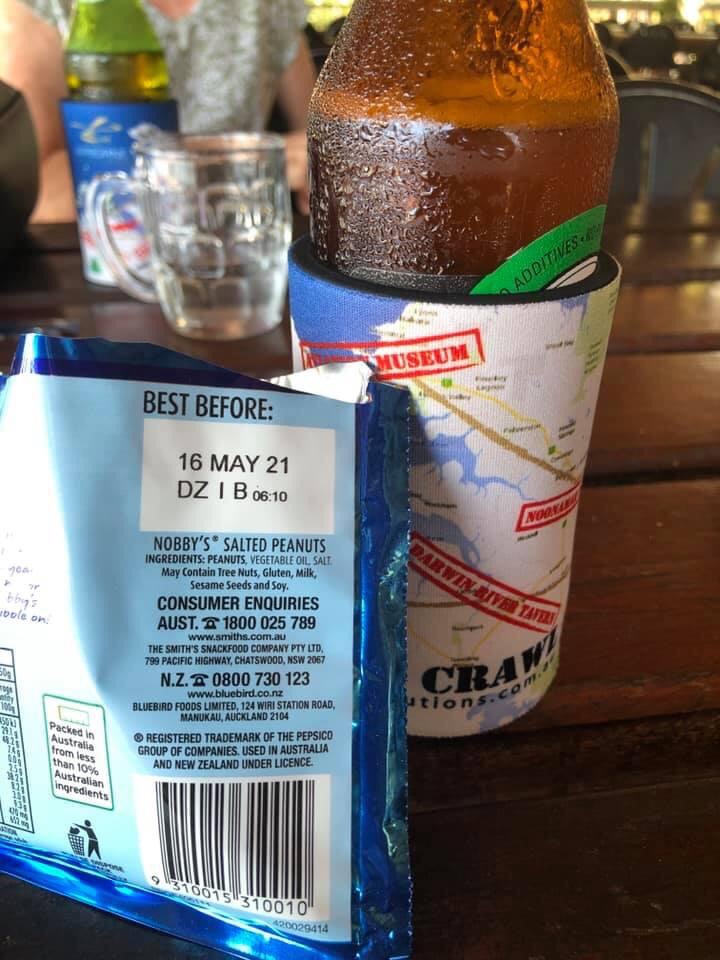 ADDITIVES
MUSEUM
DARWIN RIVER TAVERN
CRAWL
utions.com.a
BEST BEFORE:
16 MAY 21
DZ I B 06:10
NOBBY'S® SALTED PEANUTS
INGREDIENTS: PEANUTS, VEGETABLE OIL, SALT.
May Contain Tree Nuts, Gluten, Milk,
Sesame Seeds and Soy.
CONSUMER ENQUIRIES
AUST. ☎ 1800 025 789
www.smiths.com.au
THE SMITH'S SNACKFOOD COMPANY PTY LTD,
799 PACIFIC HIGHWAY, CHATSWOOD, NSW 2067
N.Z. ☎ 0800 730 123
www.bluebird.co.nz
BLUEBIRD FOODS LIMITED, 124 WIRI STATION ROAD,
MANUKAU, AUCKLAND 2104
® REGISTERED TRADEMARK OF THE PEPSICO
GROUP OF COMPANIES. USED IN AUSTRALIA
AND NEW ZEALAND UNDER LICENCE.
Packed in
Australia
from less
than 10%
Australian
ingredients
9 310015 310010
420029414